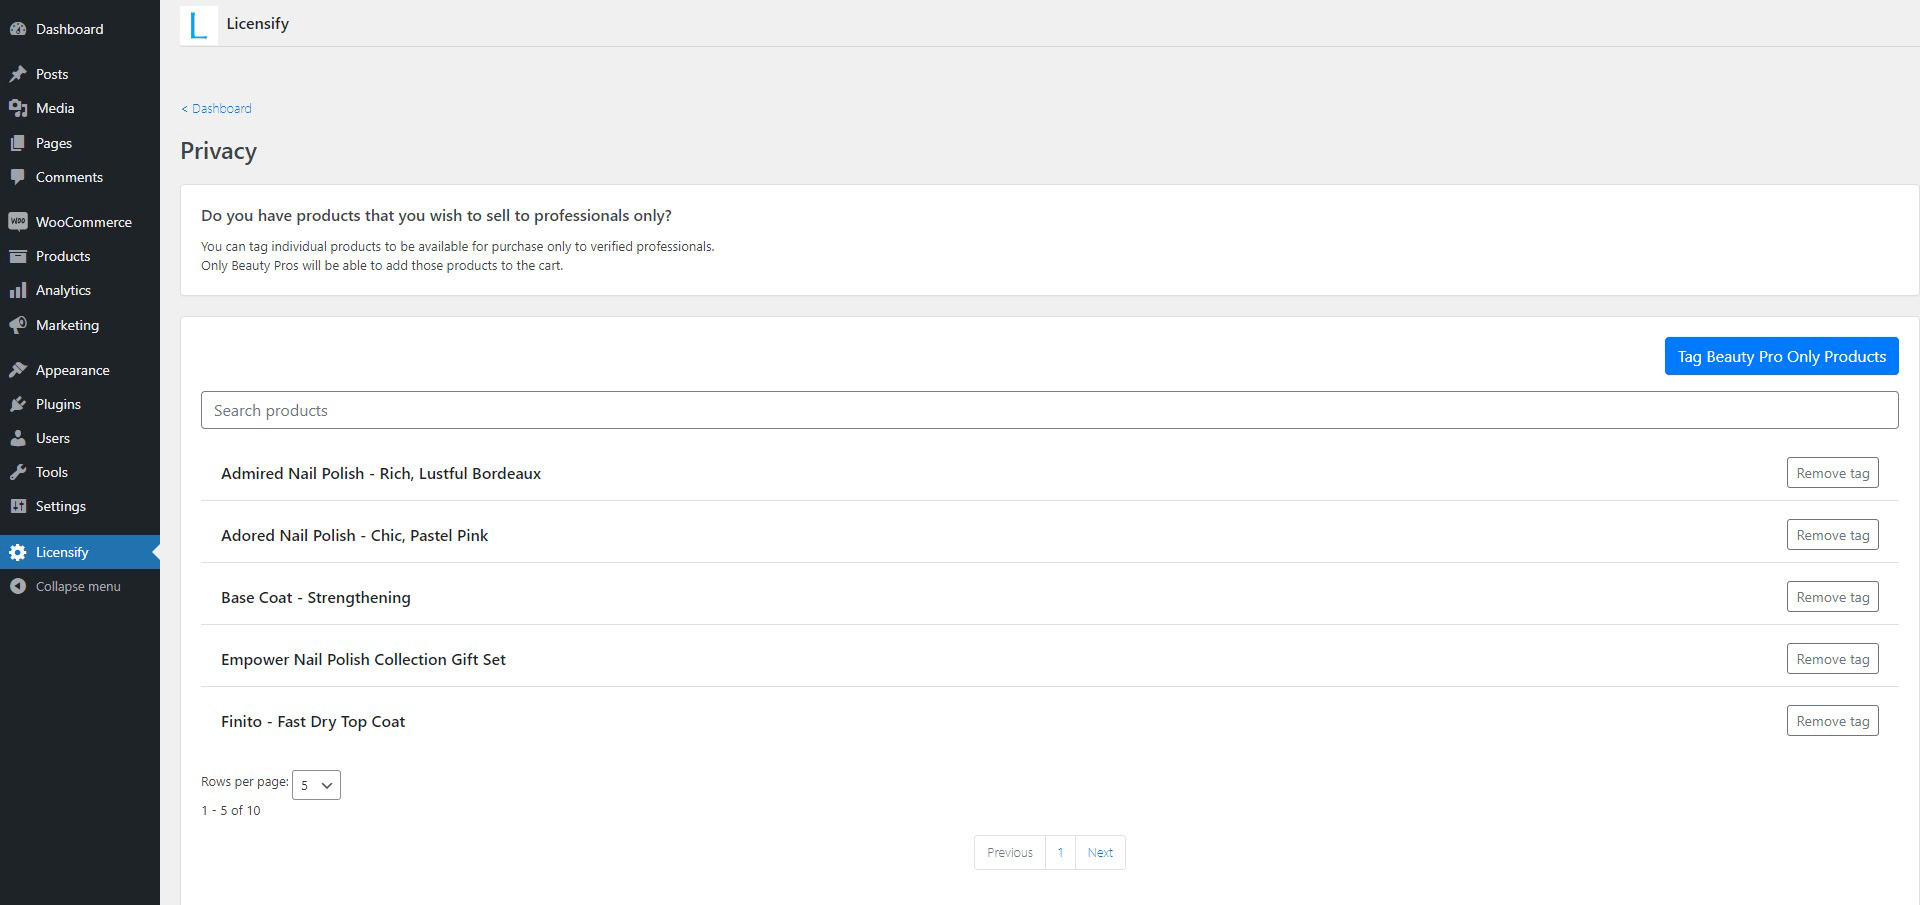 Dashboard
Posts
Media
Pages
Comments
WOO WooCommerce
Products
Analytics
Marketing
Appearance
Plugins
Users
Tools
Settings
Licensify
Collapse menu
L Licensify
< Dashboard
Privacy
Do you have products that you wish to sell to professionals only?
You can tag individual products to be available for purchase only to verified professionals.
Only Beauty Pros will be able to add those products to the cart.
Tag Beauty Pro Only Products
Search products
Admired Nail Polish - Rich, Lustful Bordeaux Remove tag
Adored Nail Polish - Chic, Pastel Pink Remove tag
Base Coat - Strengthening Remove tag
Empower Nail Polish Collection Gift Set Remove tag
Finito - Fast Dry Top Coat Remove tag
Rows per page: 5
1 - 5 of 10
Previous 1 Next